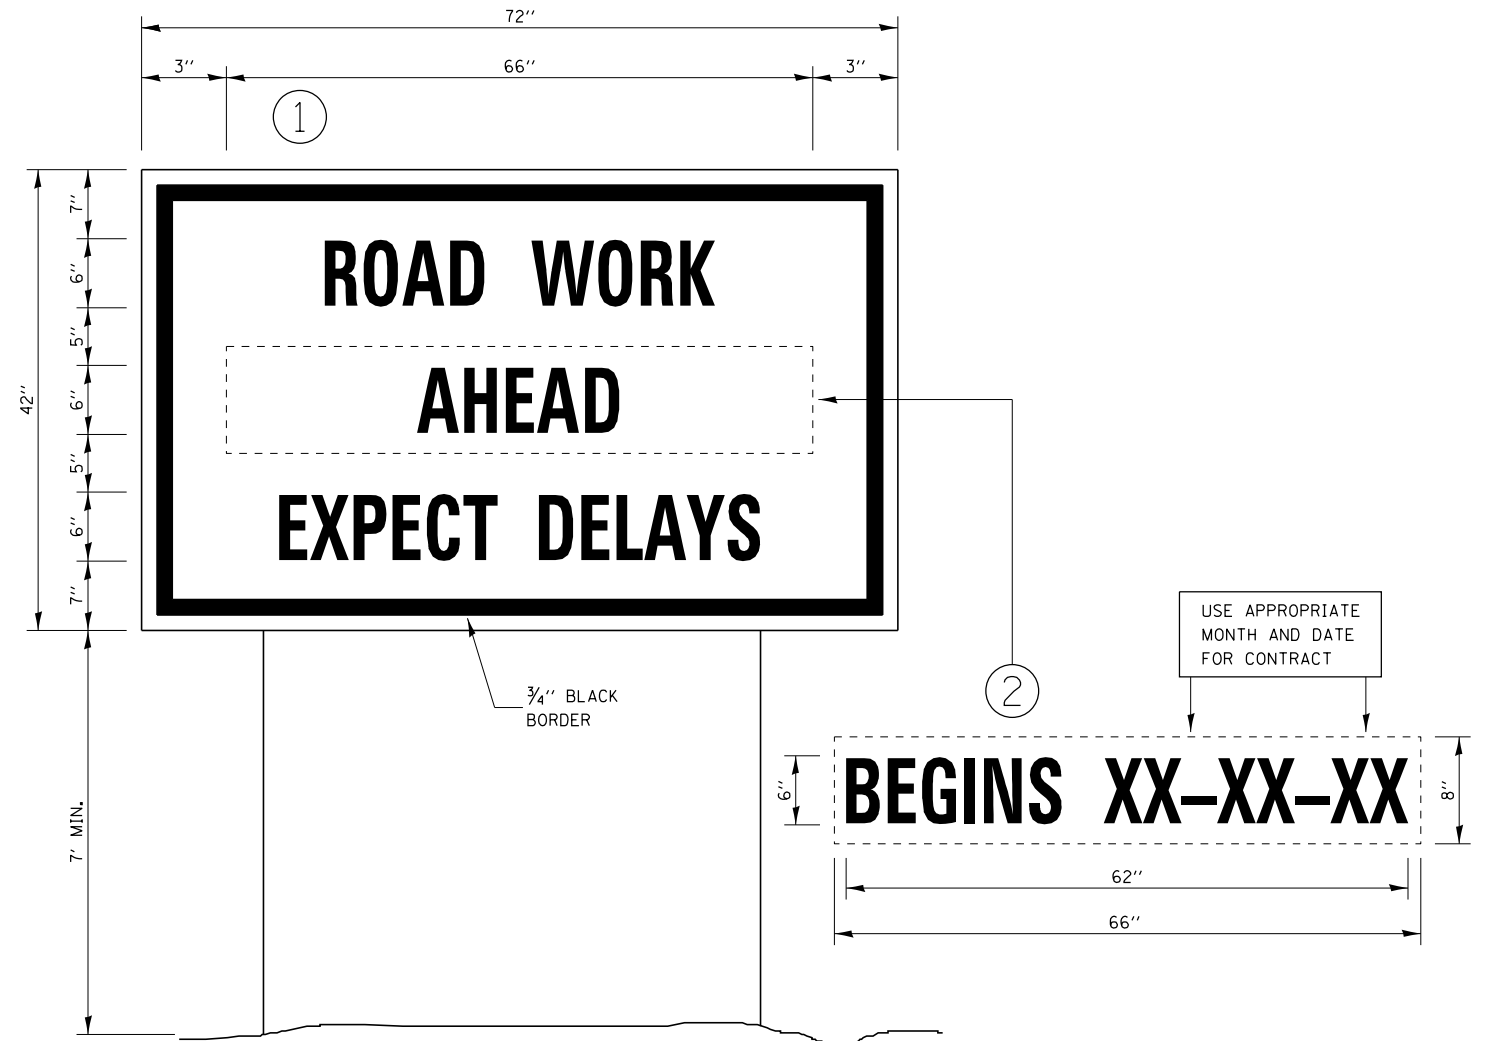 72''
3'' 66'' 3''
1
7''
6''
5''
6''
5''
6''
7''
42''
7' MIN.
ROAD WORK
AHEAD
EXPECT DELAYS
3/4'' BLACK
BORDER
2
USE APPROPRIATE
MONTH AND DATE
FOR CONTRACT
6''
BEGINS XX-XX-XX
8''
62''
66''